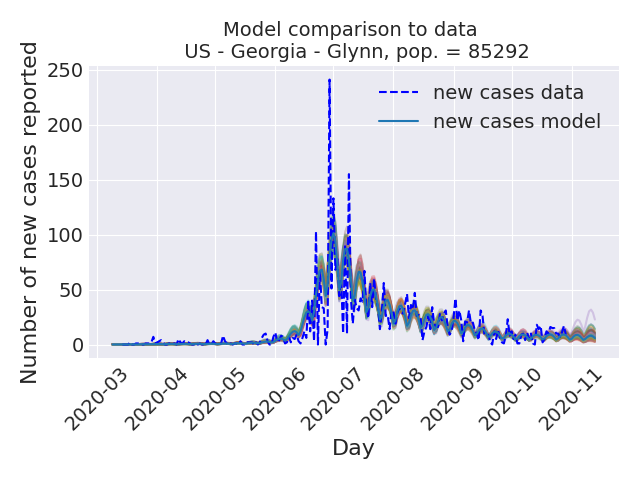 Model comparison to data
US - Georgia - Glynn, pop. = 85292
Number of new cases reported
250
200
150
100
50
0
new cases data
new cases model
2020-03
2020-04
2020-05
2020-06
2020-07
2020-08
2020-09
2020-10
2020-11
Day